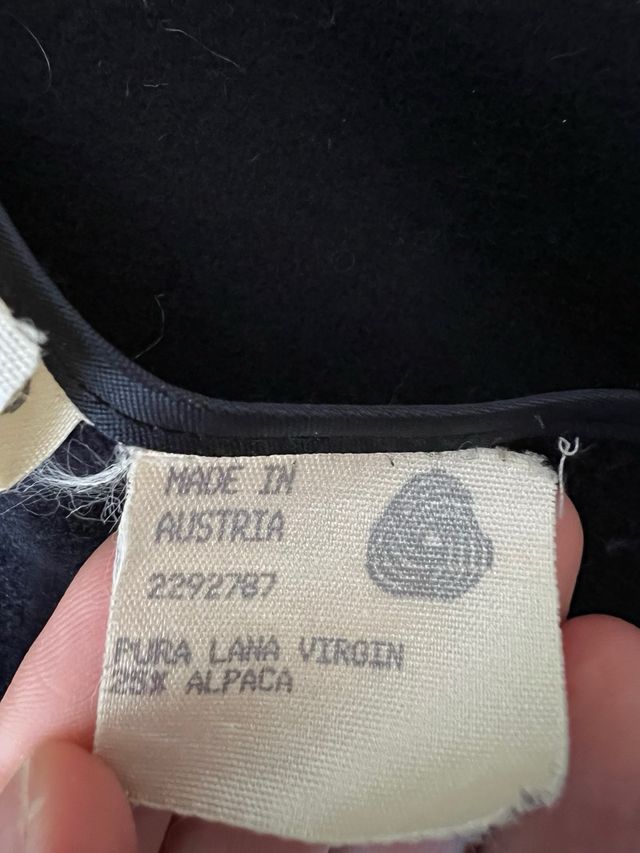 MADE IN
AUSTRIA
2292787
PURA LANA VIRGIN
25% ALPACA